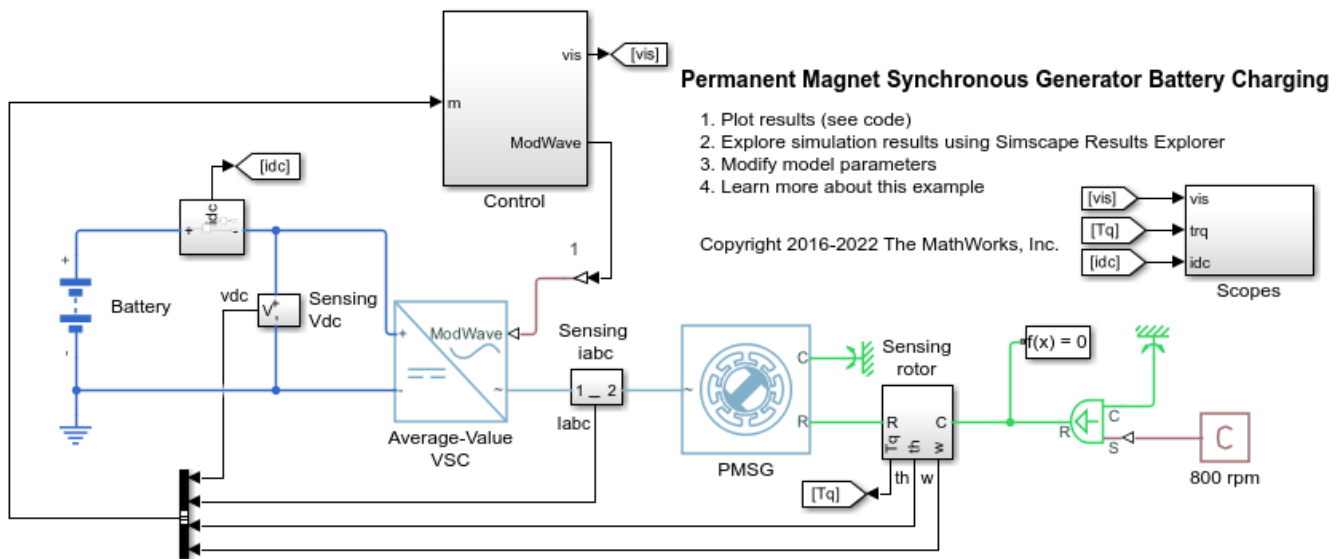 vis
[vis]
m
ModWave
Control
Permanent Magnet Synchronous Generator Battery Charging
1. Plot results (see code)
2. Explore simulation results using Simscape Results Explorer
3. Modify model parameters
4. Learn more about this example
Copyright 2016-2022 The MathWorks, Inc.
[vis]
vis
[Tq]
trq
[idc]
idc
Scopes
[idc]
idc
+
-
+
Battery
-
vdc
V
+
-
Sensing
Vdc
1
+
ModWave
-
~
Average-Value
VSC
Sensing
iabc
1 _ 2
Iabc
~
C
R
PMSG
Sensing
rotor
R
C
Tq
th
w
th
w
[Tq]
f(x) = 0
C
R
S
C
800 rpm